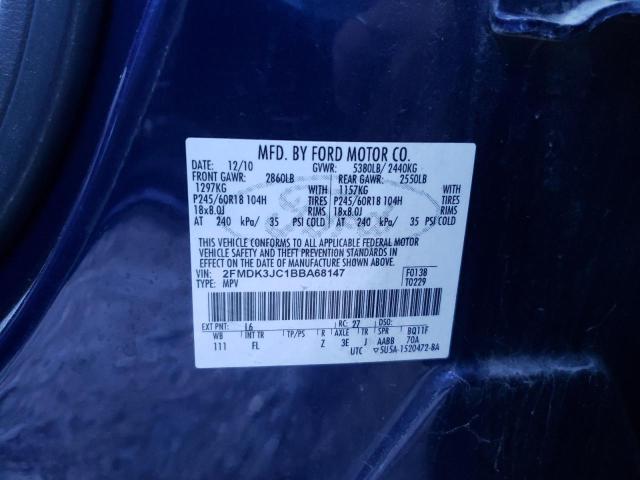 MFD. BY FORD MOTOR CO.
DATE: 12/10 GVWR: 5380LB/ 2440KG
FRONT GAWR: 2860LB REAR GAWR: 2550LB
1297KG WITH 1157KG WITH
P245/60R18 104H TIRES P245/60R18 104H TIRES
18x8.0J RIMS 18x8.0J RIMS
AT 240 kPa/ 35 PSI COLD AT 240 kPa/ 35 PSI COLD
THIS VEHICLE CONFORMS TO ALL APPLICABLE FEDERAL MOTOR
VEHICLE SAFETY AND THEFT PREVENTION STANDARDS IN EFFECT
ON THE DATE OF MANUFACTURE SHOWN ABOVE.
VIN: 2FMDK3JC1BBA68147 F0138
TYPE: MPV T0229
EXT PNT: L6 RC: 27 DSO:
WB INT TR TP/PS R AXLE TR SPR BQ11F
111 FL Z 3E J AABB 70A
UTC ▽5U5A-1520472-BA